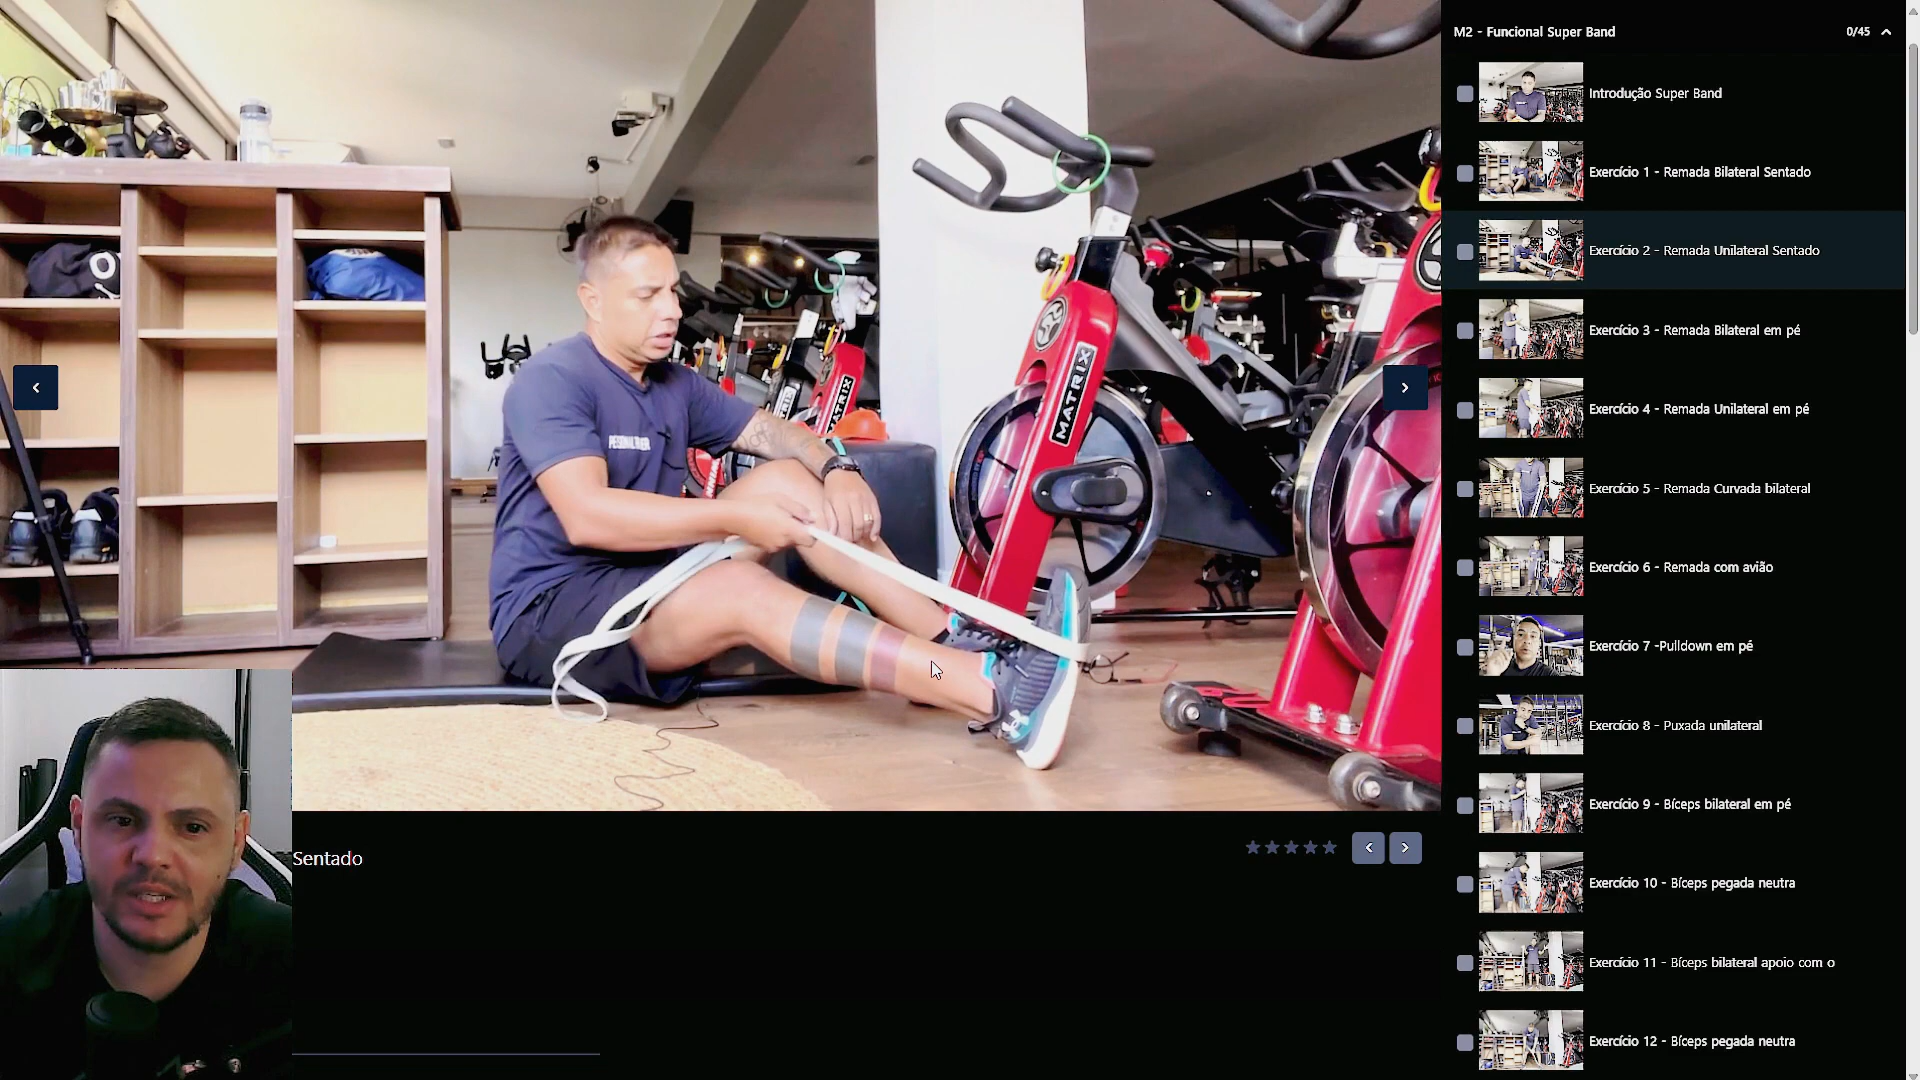 M2 - Funcional Super Band
0/45
Introdução Super Band
Exercício 1 - Remada Bilateral Sentado
Exercício 2 - Remada Unilateral Sentado
Exercício 3 - Remada Bilateral em pé
Exercício 4 - Remada Unilateral em pé
Exercício 5 - Remada Curvada bilateral
Exercício 6 - Remada com avião
Exercício 7 -Pulldown em pé
Exercício 8 - Puxada unilateral
Exercício 9 - Bíceps bilateral em pé
Exercício 10 - Bíceps pegada neutra
Exercício 11 - Bíceps bilateral apoio com o
Exercício 12 - Bíceps pegada neutra
MATRIX
MATRIX
Sentado